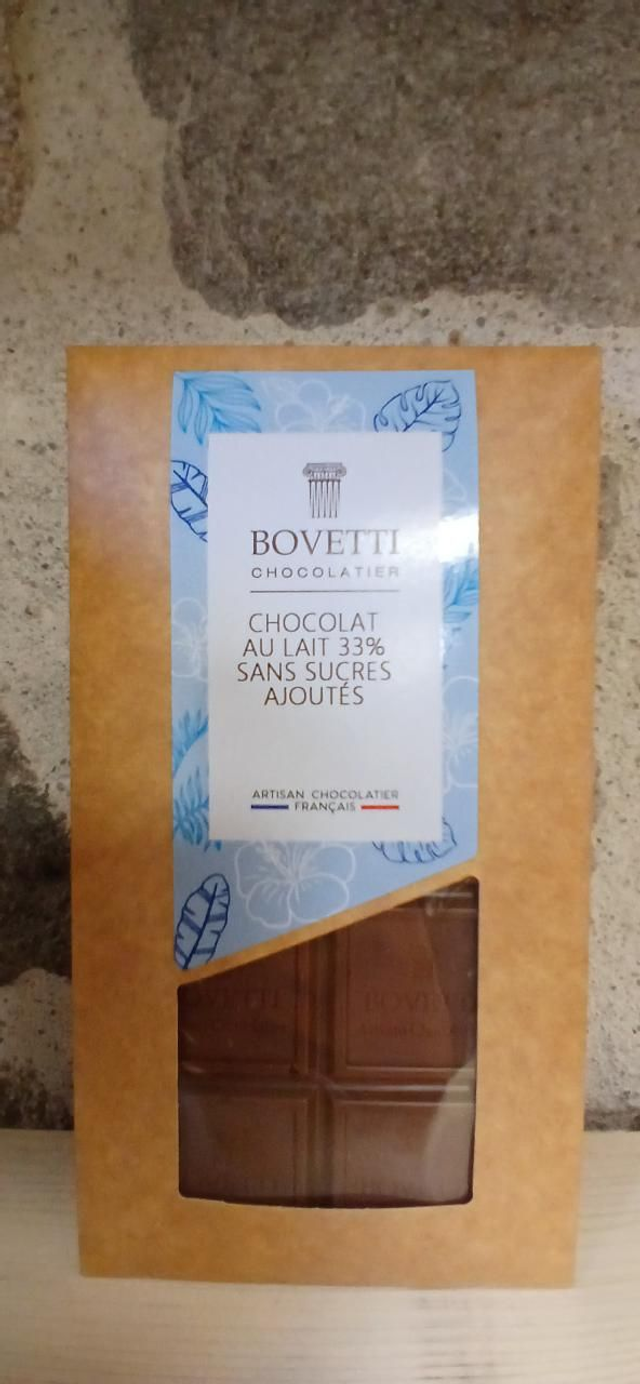 BOVETTI
CHOCOLATIER
CHOCOLAT
AU LAIT 33%
SANS SUCRES
AJOUTÉS
ARTISAN CHOCOLATIER
FRANÇAIS